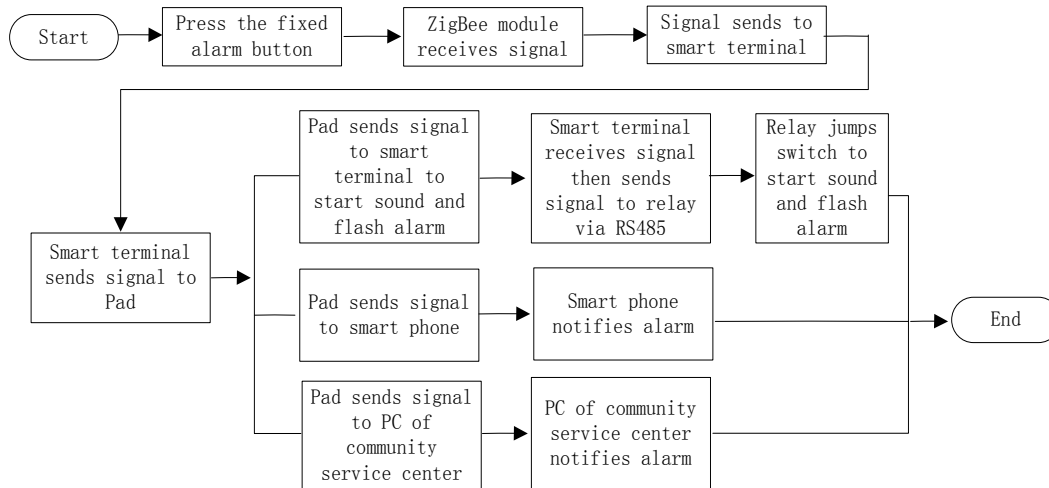 Start
Press the fixed
alarm button
ZigBee module
receives signal
Signal sends to
smart terminal
Smart terminal
sends signal to
Pad
Pad sends signal
to smart
terminal to
start sound and
flash alarm
Smart terminal
receives signal
then sends
signal to relay
via RS485
Relay jumps
switch to
start sound
and flash
alarm
Pad sends signal
to smart phone
Smart phone
notifies alarm
Pad sends signal
to PC of
community
service center
PC of community
service center
notifies alarm
End